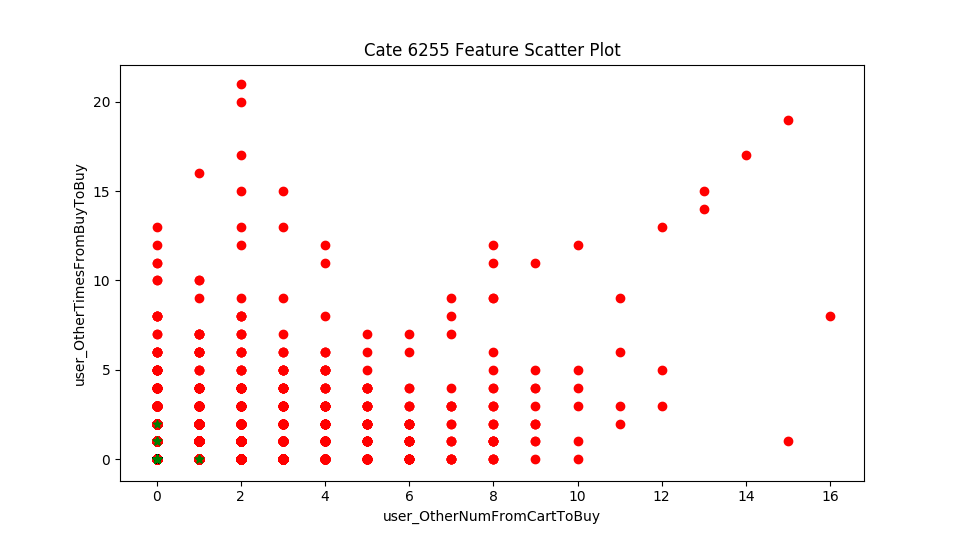 Cate 6255 Feature Scatter Plot
user_OtherTimesFromBuyToBuy
20
15
10
5
0
0 2 4 6 8 10 12 14 16
user_OtherNumFromCartToBuy